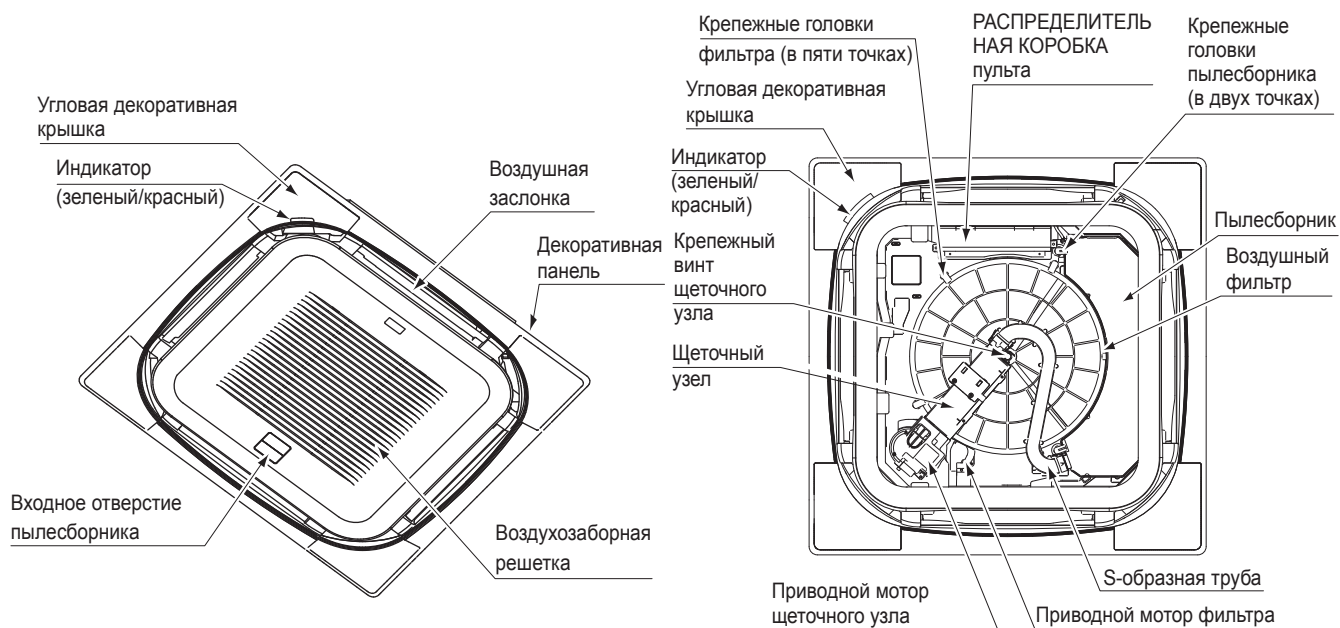 Угловая декоративная
крышка
Индикатор
(зеленый/красный)
Воздушная
заслонка
Декоративная
панель
Входное отверстие
пылесборника
Воздухозаборная
решетка
Крепежные головки
фильтра (в пяти точках)
РАСПРЕДЕЛИТЕЛЬ
НАЯ КОРОБКА
пульта
Крепежные
головки
пылесборника
(в двух точках)
Угловая декоративная
крышка
Индикатор
(зеленый/
красный)
Крепежный
винт
щеточного
узла
Щеточный
узел
Пылесборник
Воздушный
фильтр
S-образная труба
Приводной мотор
щеточного узла
Приводной мотор фильтра